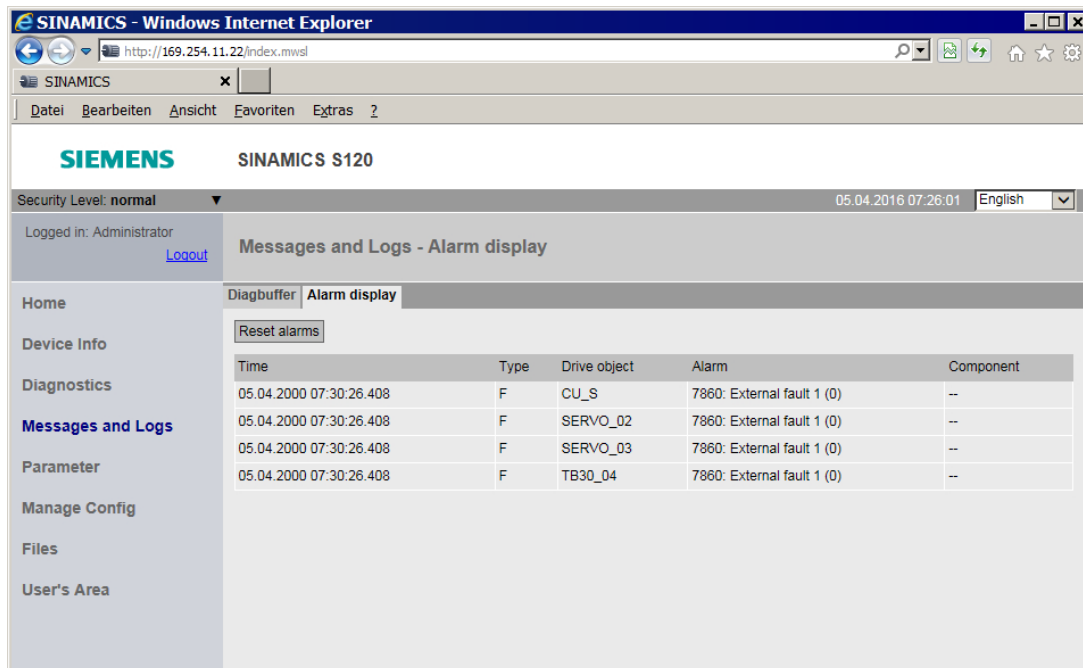 SINAMICS - Windows Internet Explorer
http://169.254.11.22/index.mwsl
SINAMICS
Datei Bearbeiten Ansicht Favoriten Extras ?
SIEMENS SINAMICS S120
Security Level: normal 05.04.2016 07:26:01 English
Logged in: Administrator
Logout
Messages and Logs - Alarm display
Home
Device Info
Diagnostics
Messages and Logs
Parameter
Manage Config
Files
User's Area
Diagbuffer Alarm display
Reset alarms
Time Type Drive object Alarm Component
05.04.2000 07:30:26.408 F CU_S 7860: External fault 1 (0) --
05.04.2000 07:30:26.408 F SERVO_02 7860: External fault 1 (0) --
05.04.2000 07:30:26.408 F SERVO_03 7860: External fault 1 (0) --
05.04.2000 07:30:26.408 F TB30_04 7860: External fault 1 (0) --